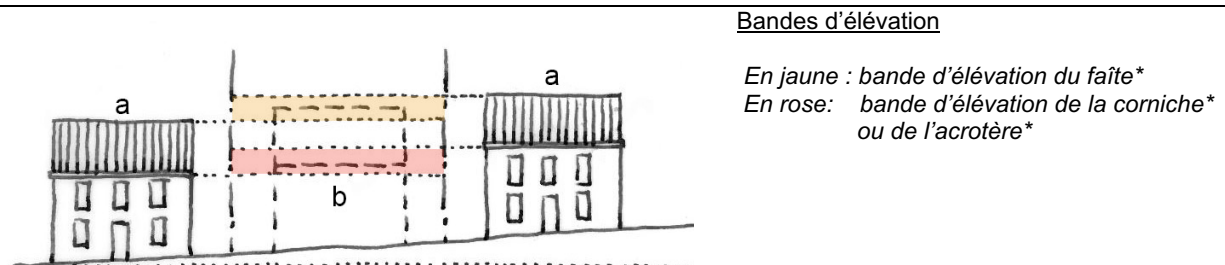 Bandes d’élévation
En jaune : bande d’élévation du faîte*
En rose: bande d’élévation de la corniche*
ou de l’acrotère*
a
a
b